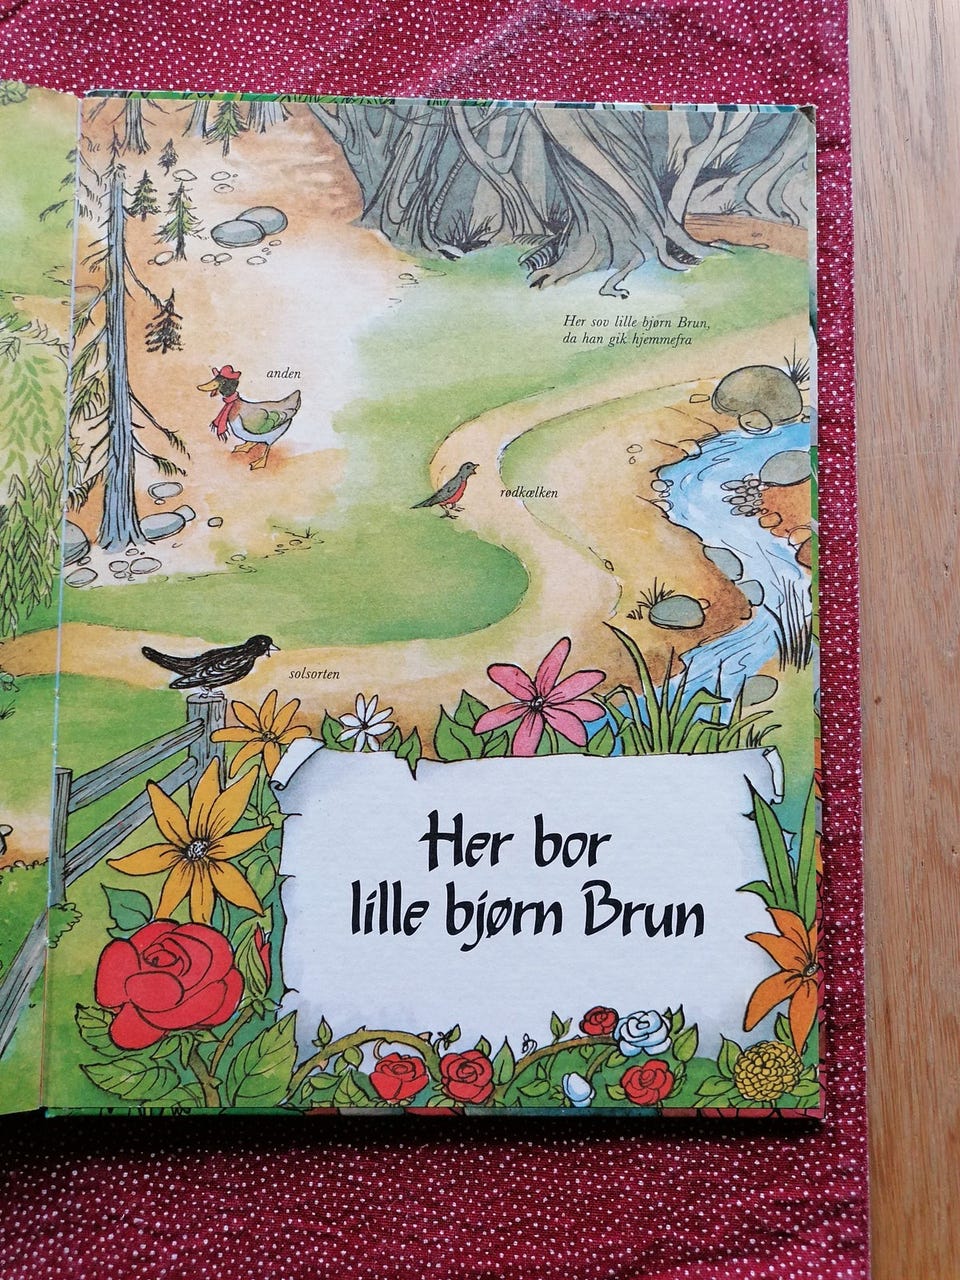 Her sov lille bjørn Brun,
da han gik hjemmefra
anden
rødkælken
solsorten
Her bor
lille bjørn Brun